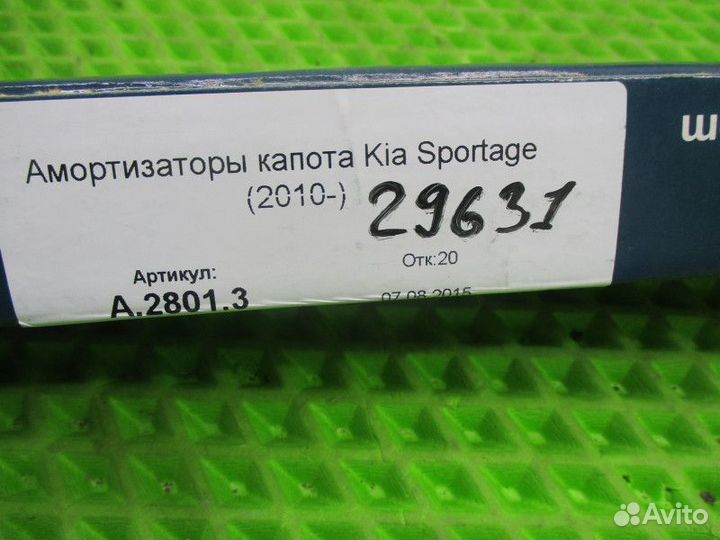 Амортизаторы капота Kia Sportage
(2010-) 29631
Отк:20
Артикул:
A.2801.3
07.08.2015
Avito